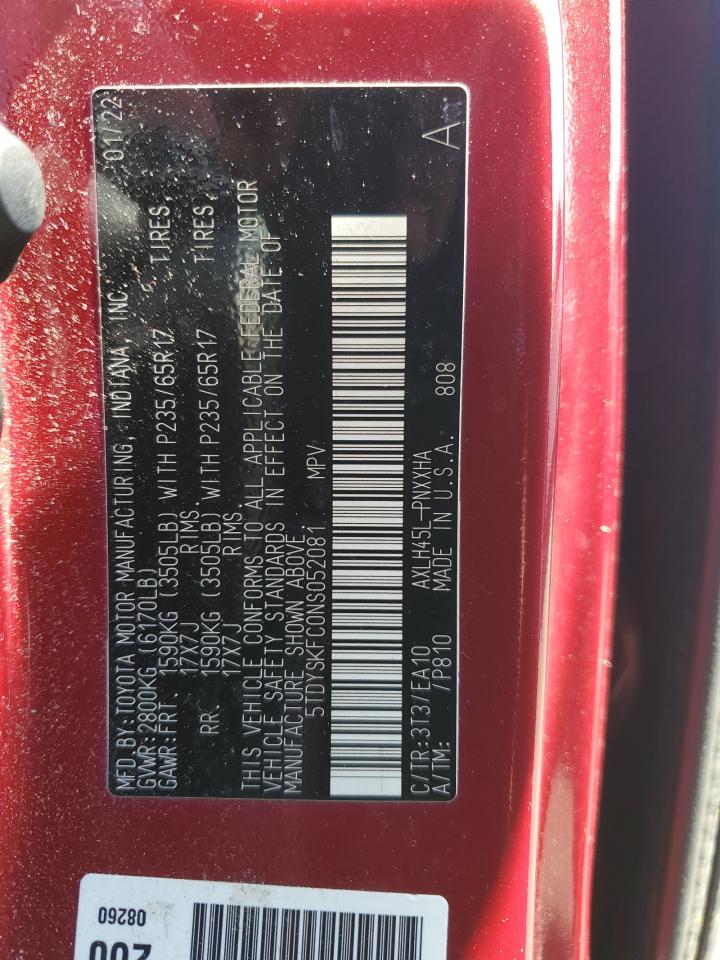 MFD.BY:TOYOTA MOTOR MANUFACTURING, INDIANA, INC. 01/22
GVWR:2800KG (6170LB)
GAWR:FRT. 1590KG (3505LB) WITH P235/65R17 TIRES,
17X7J RIMS
RR. 1590KG (3505LB) WITH P235/65R17 TIRES,
17X7J RIMS
THIS VEHICLE CONFORMS TO ALL APPLICABLE FEDERAL MOTOR
VEHICLE SAFETY STANDARDS IN EFFECT ON THE DATE OF
MANUFACTURE SHOWN ABOVE.
5TDYSKFC0NS052081 MPV
C/TR:3T3/EA10 AXLH45L-PNXXHA
A/TM: /P810 MADE IN U.S.A. 808 A
08260
200